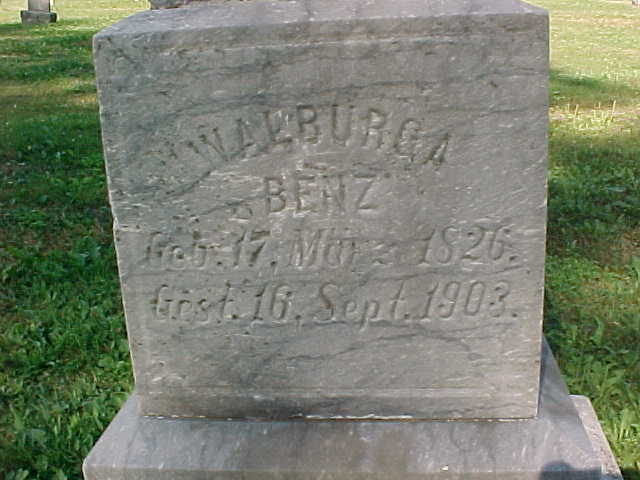 WALBURGA
BENZ
Geb. 17. März 1826.
Gest. 16. Sept. 1903.